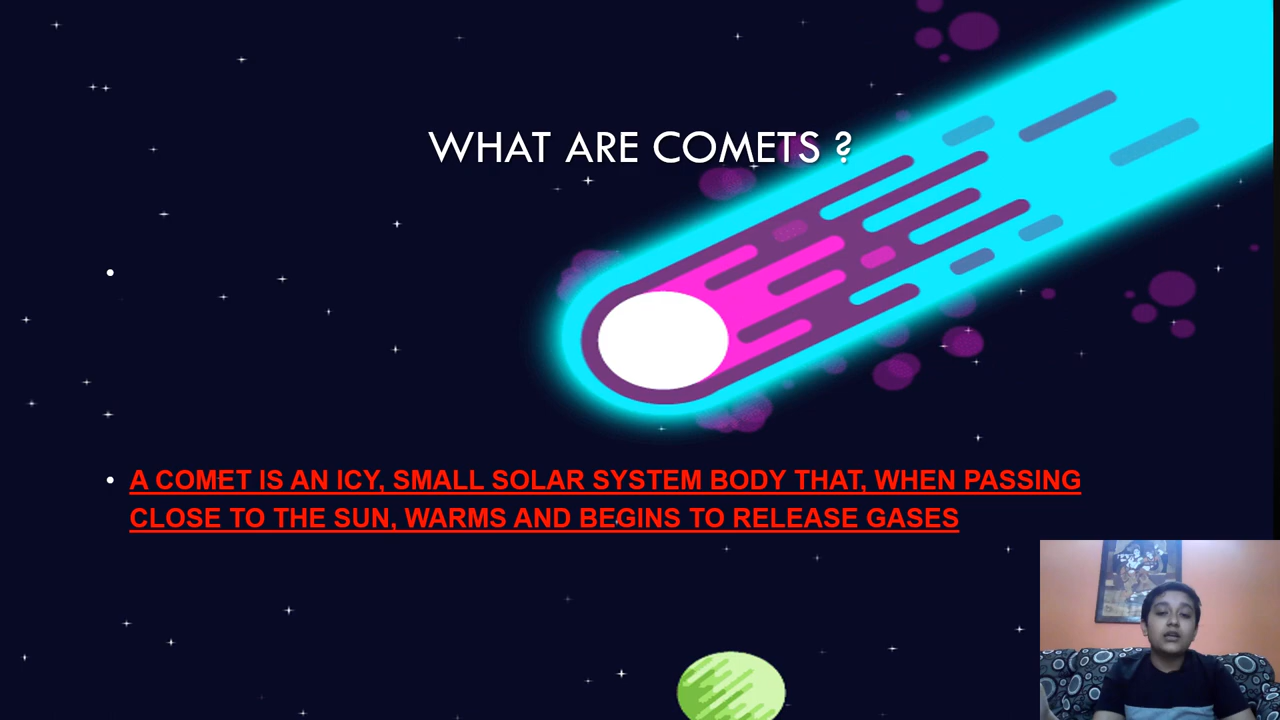 WHAT ARE COMETS ?
A COMET IS AN ICY, SMALL SOLAR SYSTEM BODY THAT, WHEN PASSING
CLOSE TO THE SUN, WARMS AND BEGINS TO RELEASE GASES